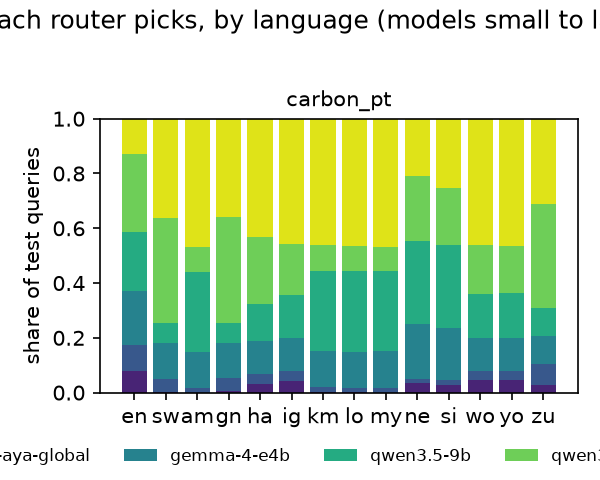 ach router picks, by language (models small to l
carbon_pt
share of test queries
1.0
0.8
0.6
0.4
0.2
0.0
en sw am gn ha ig km lo my ne si wo yo zu
-aya-global gemma-4-e4b qwen3.5-9b qwen3